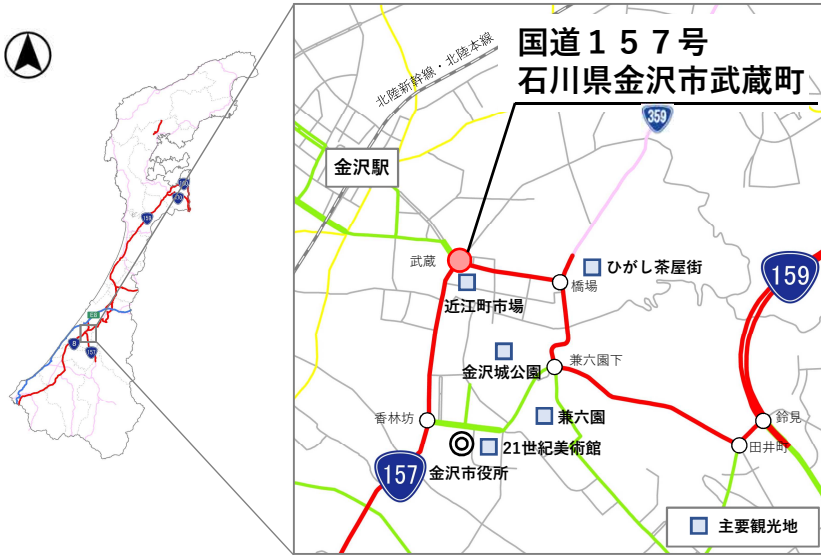 国道１５７号
石川県金沢市武蔵町
北陸新幹線・北陸本線
359
金沢駅
武蔵
ひがし茶屋街
橋場
159
近江町市場
金沢城公園
兼六園下
香林坊
兼六園
鈴見
21世紀美術館
田井町
157
金沢市役所
主要観光地
159
E8
8
157